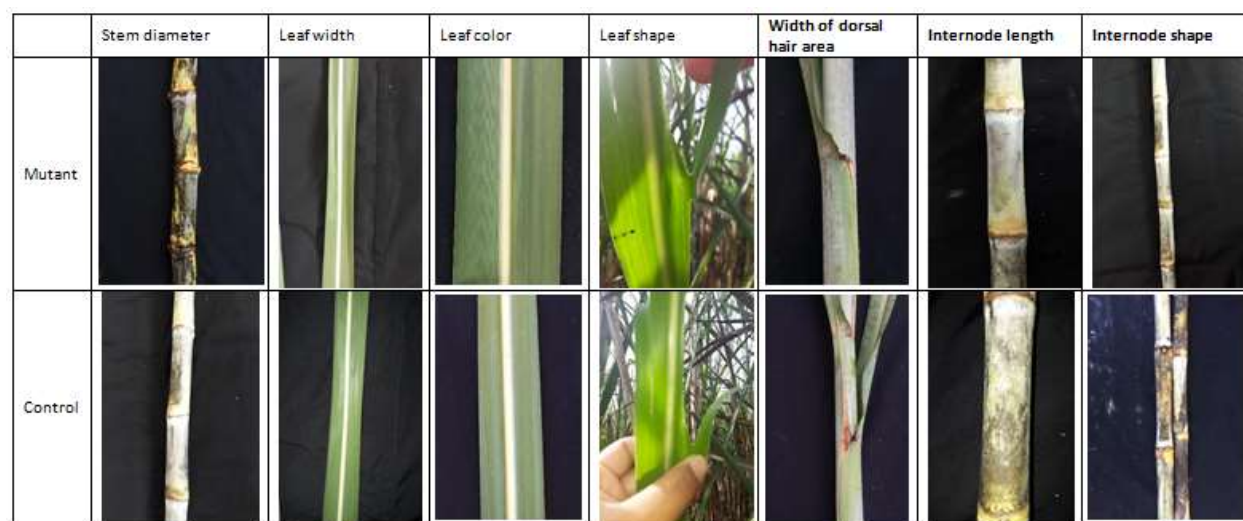 Stem diameter
Leaf width
Leaf color
Leaf shape
Width of dorsal
hair area
Internode length
Internode shape
Mutant
Control